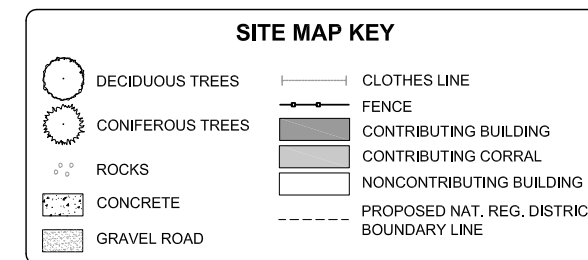 SITE MAP KEY
DECIDUOUS TREES
CONIFEROUS TREES
ROCKS
CONCRETE
GRAVEL ROAD
CLOTHES LINE
FENCE
CONTRIBUTING BUILDING
CONTRIBUTING CORRAL
NONCONTRIBUTING BUILDING
PROPOSED NAT. REG. DISTRIC
BOUNDARY LINE